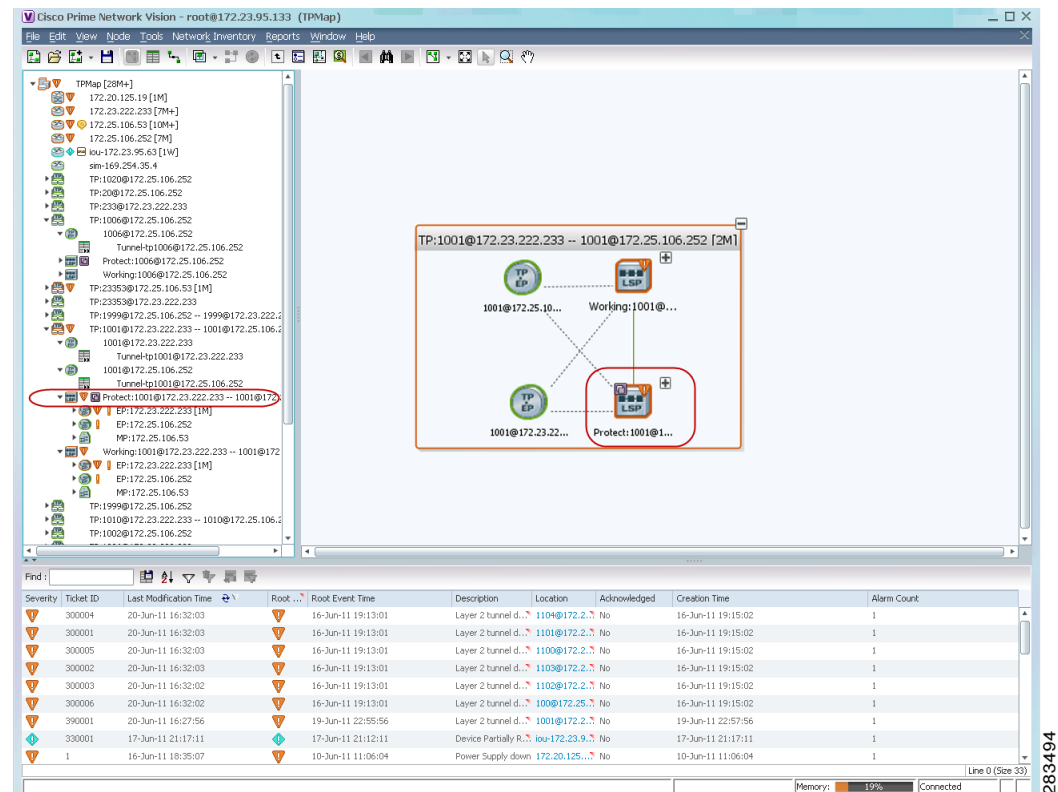 Cisco Prime Network Vision - root@172.23.95.133 (TPMap)
File Edit View Node Tools Network Inventory Reports Window Help
TPMap [28M+]
172.20.125.19 [1M]
172.23.222.233 [7M+]
172.25.106.53 [10M+]
172.25.106.252 [7M]
iou-172.23.95.63 [1W]
sim-169.254.35.4
TP:1020@172.25.106.252
TP:20@172.25.106.252
TP:233@172.23.222.233
TP:1006@172.25.106.252
1006@172.25.106.252
Tunnel-tp1006@172.25.106.252
Protect:1006@172.25.106.252
Working:1006@172.25.106.252
TP:23353@172.25.106.53 [1M]
TP:23353@172.23.222.233
TP:1999@172.25.106.252 -- 1999@172.23.222.2
TP:1001@172.23.222.233 -- 1001@172.25.106.2
1001@172.23.222.233
Tunnel-tp1001@172.23.222.233
1001@172.25.106.252
Tunnel-tp1001@172.25.106.252
Protect:1001@172.23.222.233 -- 1001@172
EP:172.23.222.233 [1M]
EP:172.25.106.252
MP:172.25.106.53
Working:1001@172.23.222.233 -- 1001@172
EP:172.23.222.233 [1M]
EP:172.25.106.252
MP:172.25.106.53
TP:1999@172.25.106.252
TP:1010@172.23.222.233 -- 1010@172.25.106.2
TP:1002@172.25.106.252
TP:1001@172.23.222.233 -- 1001@172.25.106.252 [2M]
TP EP
LSP
1001@172.25.10...
Working:1001@...
TP EP
LSP
1001@172.23.22...
Protect:1001@1...
Find :
Severity Ticket ID Last Modification Time Root ... Root Event Time Description Location Acknowledged Creation Time Alarm Count
300004 20-Jun-11 16:32:03 16-Jun-11 19:13:01 Layer 2 tunnel d... 1104@172.2... No 16-Jun-11 19:15:02 1
300001 20-Jun-11 16:32:03 16-Jun-11 19:13:01 Layer 2 tunnel d... 1101@172.2... No 16-Jun-11 19:15:02 1
300005 20-Jun-11 16:32:03 16-Jun-11 19:13:01 Layer 2 tunnel d... 1100@172.2... No 16-Jun-11 19:15:02 1
300002 20-Jun-11 16:32:03 16-Jun-11 19:13:01 Layer 2 tunnel d... 1103@172.2... No 16-Jun-11 19:15:02 1
300003 20-Jun-11 16:32:02 16-Jun-11 19:13:01 Layer 2 tunnel d... 1102@172.2... No 16-Jun-11 19:15:02 1
300006 20-Jun-11 16:32:02 16-Jun-11 19:13:01 Layer 2 tunnel d... 100@172.25... No 16-Jun-11 19:15:02 1
390001 20-Jun-11 16:27:56 19-Jun-11 22:55:56 Layer 2 tunnel d... 1001@172.2... No 19-Jun-11 22:57:56 1
330001 17-Jun-11 21:17:11 17-Jun-11 21:12:11 Device Partially R... iou-172.23.9... No 17-Jun-11 21:17:11 1
1 16-Jun-11 18:35:07 10-Jun-11 11:06:04 Power Supply down 172.20.125.... No 10-Jun-11 11:06:04 1
Line 0 (Size 33)
Memory: 19% Connected
283494